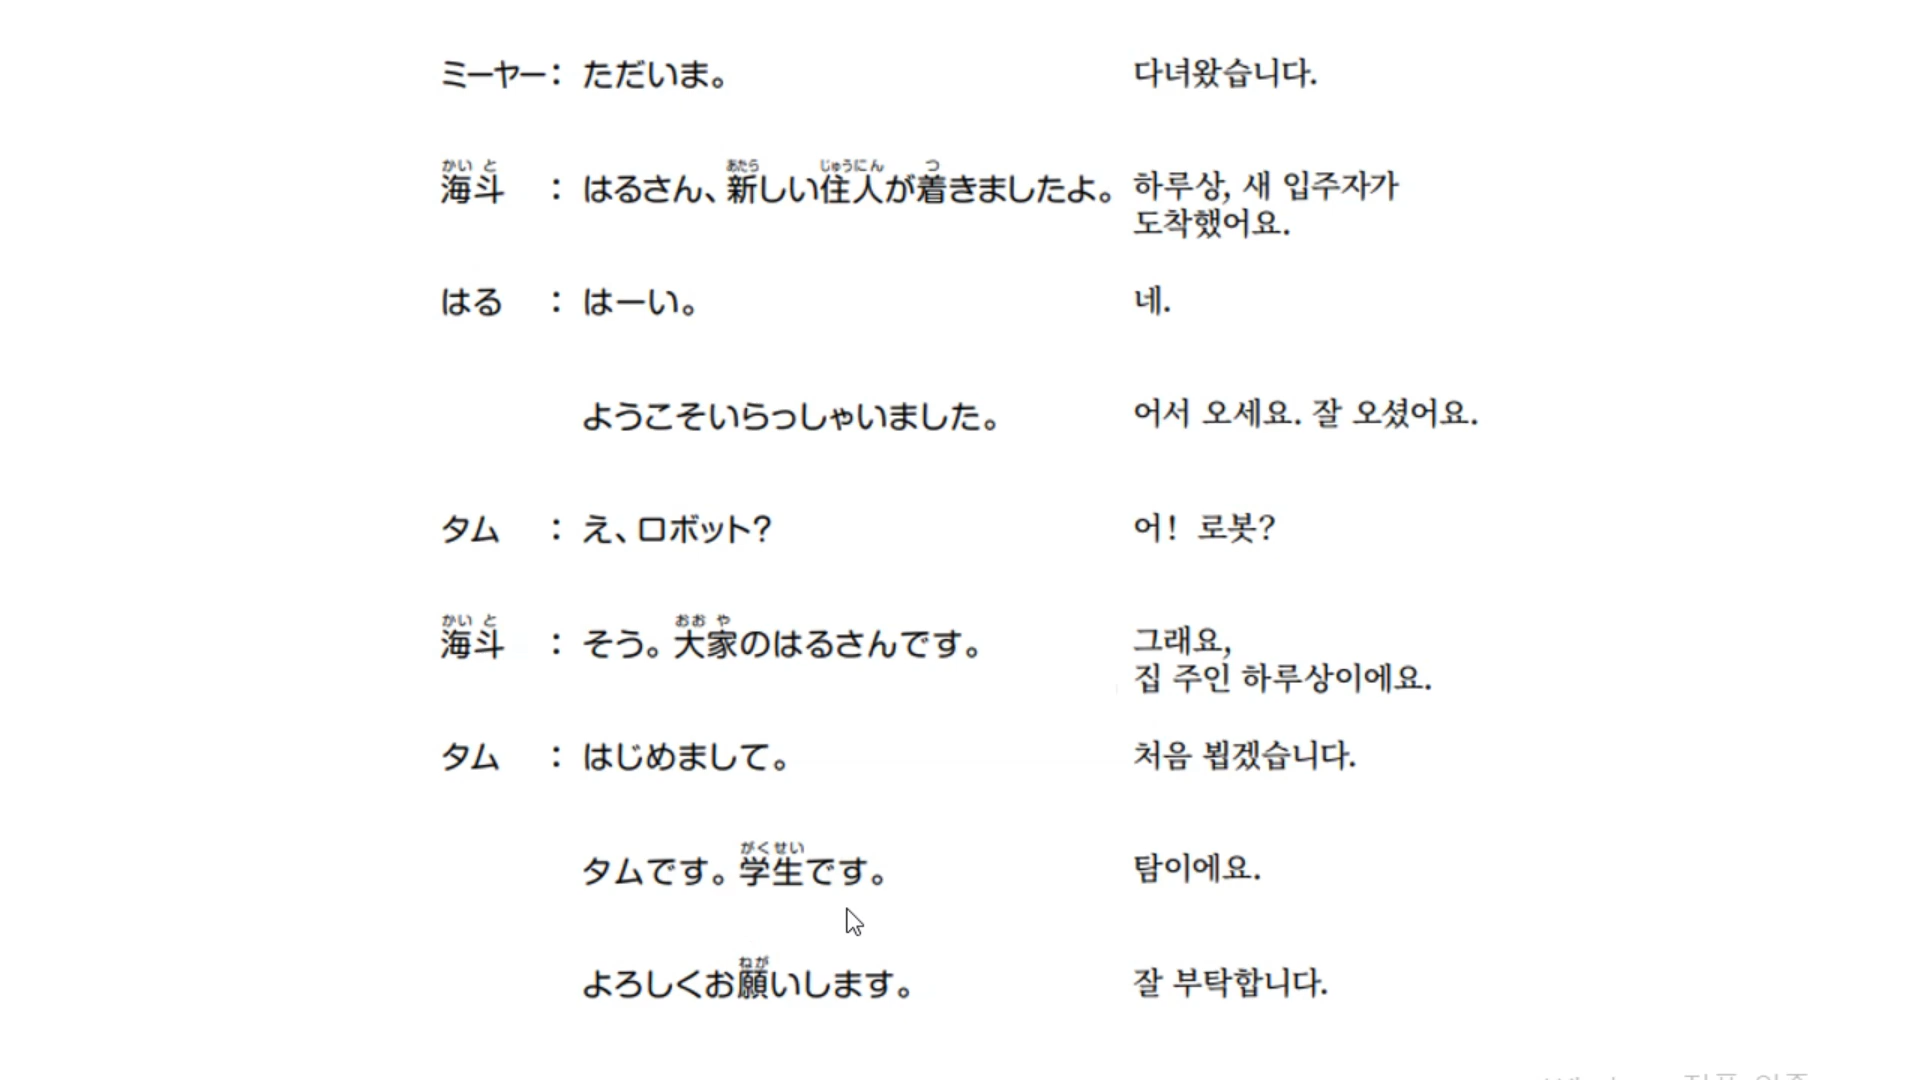 ミーヤー： ただいま。 다녀왔습니다.
かいと あたら じゅうにん つ
海斗 ： はるさん、新しい住人が着きましたよ。 하루상, 새 입주자가
도착했어요.
はる ： はーい。 네.
ようこそいらっしゃいました。 어서 오세요. 잘 오셨어요.
タム ： え、ロボット？ 어! 로봇?
かいと おおや
海斗 ： そう。大家のはるさんです。 그래요,
집 주인 하루상이에요.
タム ： はじめまして。 처음 뵙겠습니다.
がくせい
タムです。学生です。 탐이에요.
ねが
よろしくお願いします。 잘 부탁합니다.